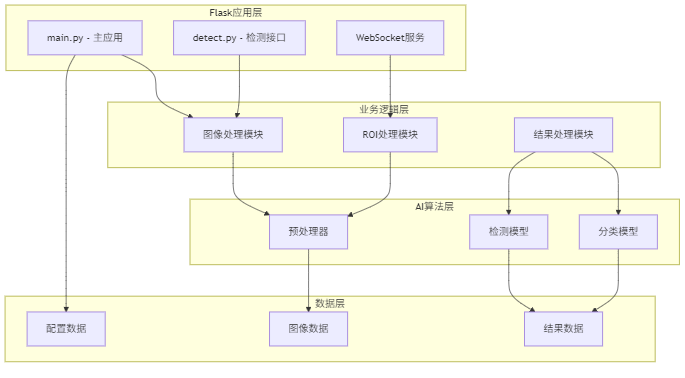 Flask应用层
main.py - 主应用
detect.py - 检测接口
WebSocket服务
业务逻辑层
图像处理模块
ROI处理模块
结果处理模块
AI算法层
预处理器
检测模型
分类模型
数据层
配置数据
图像数据
结果数据